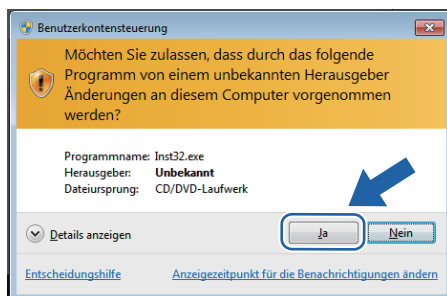 Benutzerkontensteuerung
Möchten Sie zulassen, dass durch das folgende
Programm von einem unbekannten Herausgeber
Änderungen an diesem Computer vorgenommen
werden?
Programmname: Inst32.exe
Herausgeber: Unbekannt
Dateiursprung: CD/DVD-Laufwerk
Details anzeigen
Ja
Nein
Entscheidungshilfe
Anzeigezeitpunkt für die Benachrichtigungen ändern